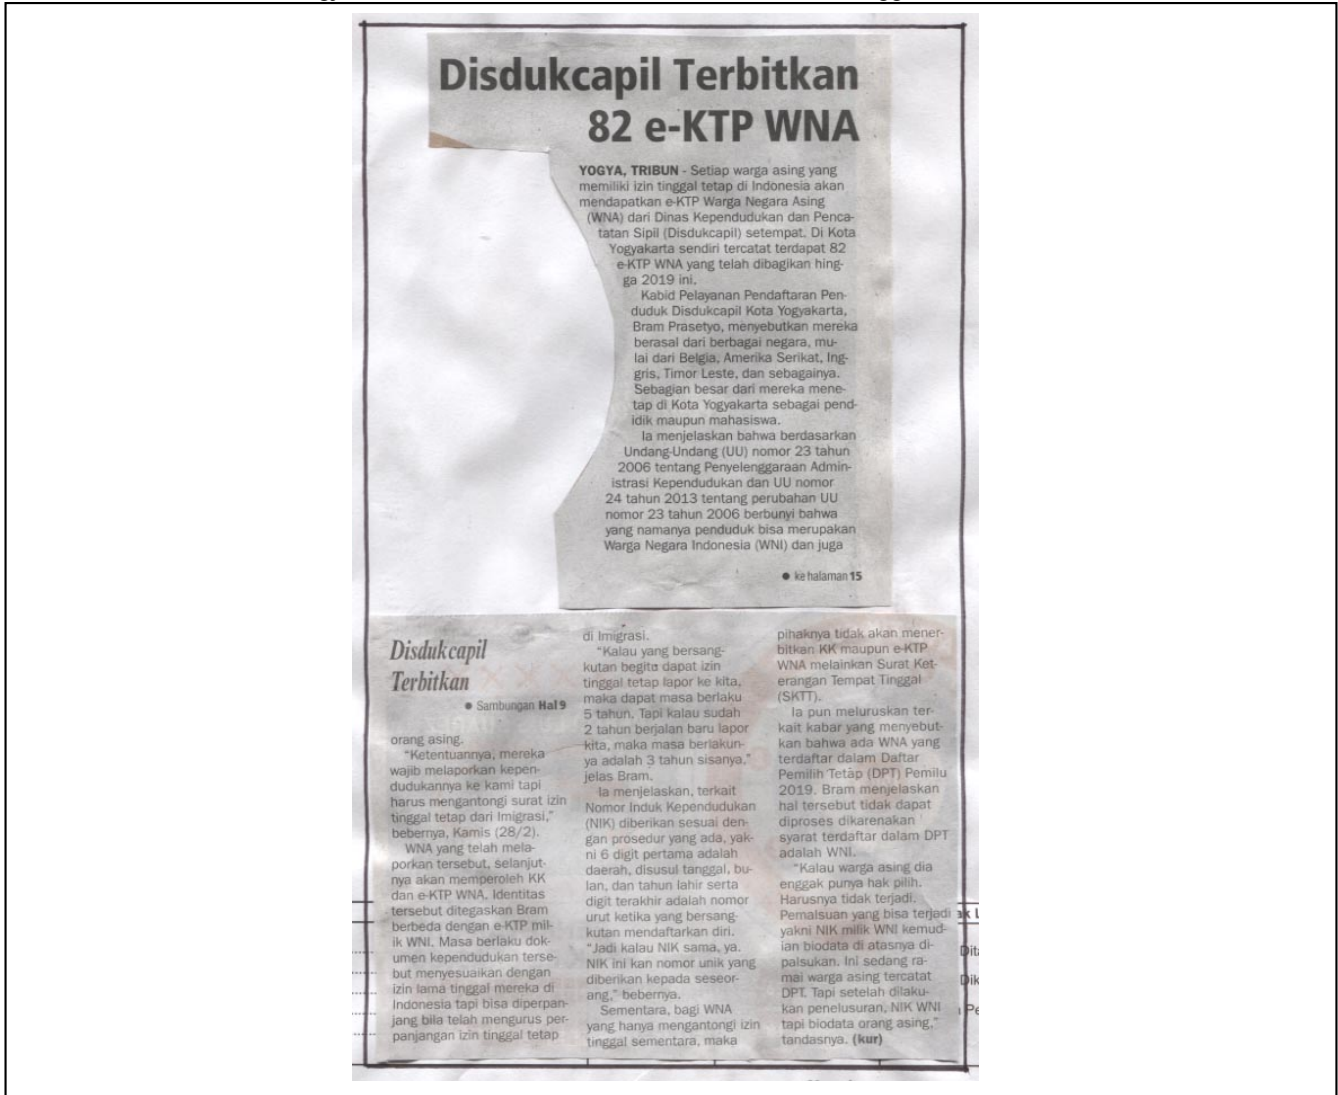 Disdukcapil Terbitkan
82 e-KTP WNA
YOGYA, TRIBUN - Setiap warga asing yang
memiliki izin tinggal tetap di Indonesia akan
mendapatkan e-KTP Warga Negara Asing
(WNA) dari Dinas Kependudukan dan Penca-
tatan Sipil (Disdukcapil) setempat. Di Kota
Yogyakarta sendiri tercatat terdapat 82
e-KTP WNA yang telah dibagikan hing-
ga 2019 ini.
Kabid Pelayanan Pendaftaran Pen-
duduk Disdukcapil Kota Yogyakarta,
Bram Prasetyo, menyebutkan mereka
berasal dari berbagai negara, mu-
lai dari Belgia, Amerika Serikat, Ing-
gris, Timor Leste, dan sebagainya.
Sebagian besar dari mereka mene-
tap di Kota Yogyakarta sebagai pend-
idik maupun mahasiswa.
Ia menjelaskan bahwa berdasarkan
Undang-Undang (UU) nomor 23 tahun
2006 tentang Penyelenggaraan Admin-
istrasi Kependudukan dan UU nomor
24 tahun 2013 tentang perubahan UU
nomor 23 tahun 2006 berbunyi bahwa
yang namanya penduduk bisa merupakan
Warga Negara Indonesia (WNI) dan juga
● ke halaman 15
Disdukcapil
Terbitkan
● Sambungan Hal 9
orang asing.
"Ketentuannya, mereka
wajib melaporkan kepen-
dudukannya ke kami tapi
harus mengantongi surat izin
tinggal tetap dari Imigrasi,"
bebernya, Kamis (28/2).
WNA yang telah mela-
porkan tersebut, selanjut-
nya akan memperoleh KK
dan e-KTP WNA. Identitas
tersebut ditegaskan Bram
berbeda dengan e-KTP mil-
ik WNI. Masa berlaku dok-
umen kependudukan terse-
but menyesuaikan dengan
izin lama tinggal mereka di
Indonesia tapi bisa diperpan-
jang bila telah mengurus per-
panjangan izin tinggal tetap
di Imigrasi.
"Kalau yang bersang-
kutan begitu dapat izin
tinggal tetap lapor ke kita,
maka dapat masa berlaku
5 tahun. Tapi kalau sudah
2 tahun berjalan baru lapor
kita, maka masa berlakun-
ya adalah 3 tahun sisanya,"
jelas Bram.
Ia menjelaskan, terkait
Nomor Induk Kependudukan
(NIK) diberikan sesuai den-
gan prosedur yang ada, yak-
ni 6 digit pertama adalah
daerah, disusul tanggal, bu-
lan, dan tahun lahir serta
digit terakhir adalah nomor
urut ketika yang bersang-
kutan mendaftarkan diri.
"Jadi kalau NIK sama, ya.
NIK ini kan nomor unik yang
diberikan kepada seseor-
ang," bebernya.
Sementara, bagi WNA
yang hanya mengantongi izin
tinggal sementara, maka
pihaknya tidak akan mener-
bitkan KK maupun e-KTP
WNA melainkan Surat Ket-
erangan Tempat Tinggal
(SKTT).
Ia pun meluruskan ter-
kait kabar yang menyebut-
kan bahwa ada WNA yang
terdaftar dalam Daftar
Pemilih Tetap (DPT) Pemilu
2019. Bram menjelaskan
hal tersebut tidak dapat
diproses dikarenakan
syarat terdaftar dalam DPT
adalah WNI.
"Kalau warga asing dia
enggak punya hak pilih.
Harusnya tidak terjadi.
Pemalsuan yang bisa terjadi
yakni NIK milik WNI kemud-
ian biodata di atasnya di-
palsukan. Ini sedang ra-
mai warga asing tercatat
DPT. Tapi setelah dilaku-
kan penelusuran, NIK WNI
tapi biodata orang asing,"
tandasnya. (kur)